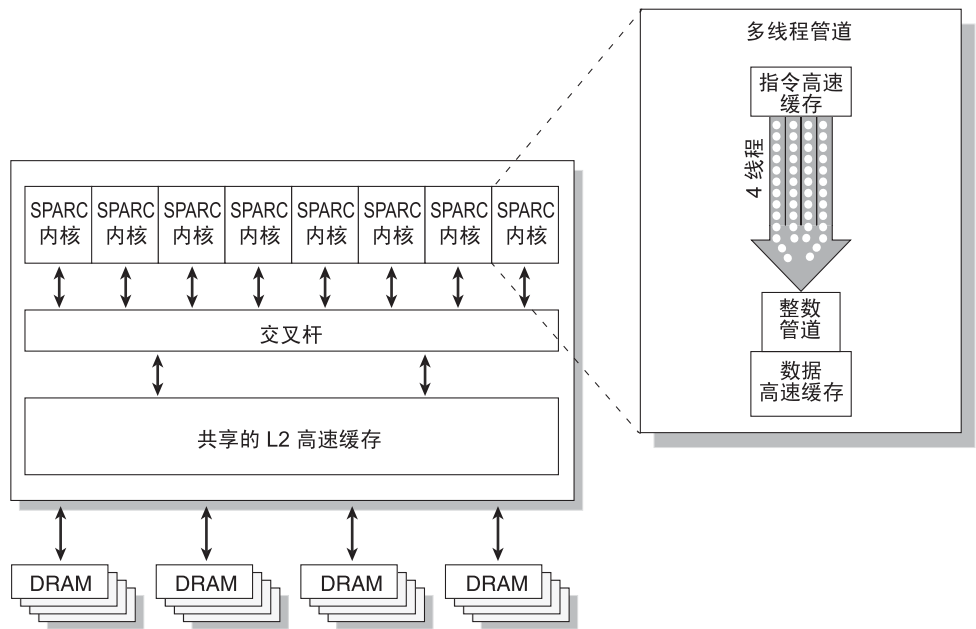 多线程管道
指令高速
缓存
4 线程
整数
管道
数据
高速缓存
SPARC
内核
SPARC
内核
SPARC
内核
SPARC
内核
SPARC
内核
SPARC
内核
SPARC
内核
SPARC
内核
交叉杆
共享的 L2 高速缓存
DRAM
DRAM
DRAM
DRAM